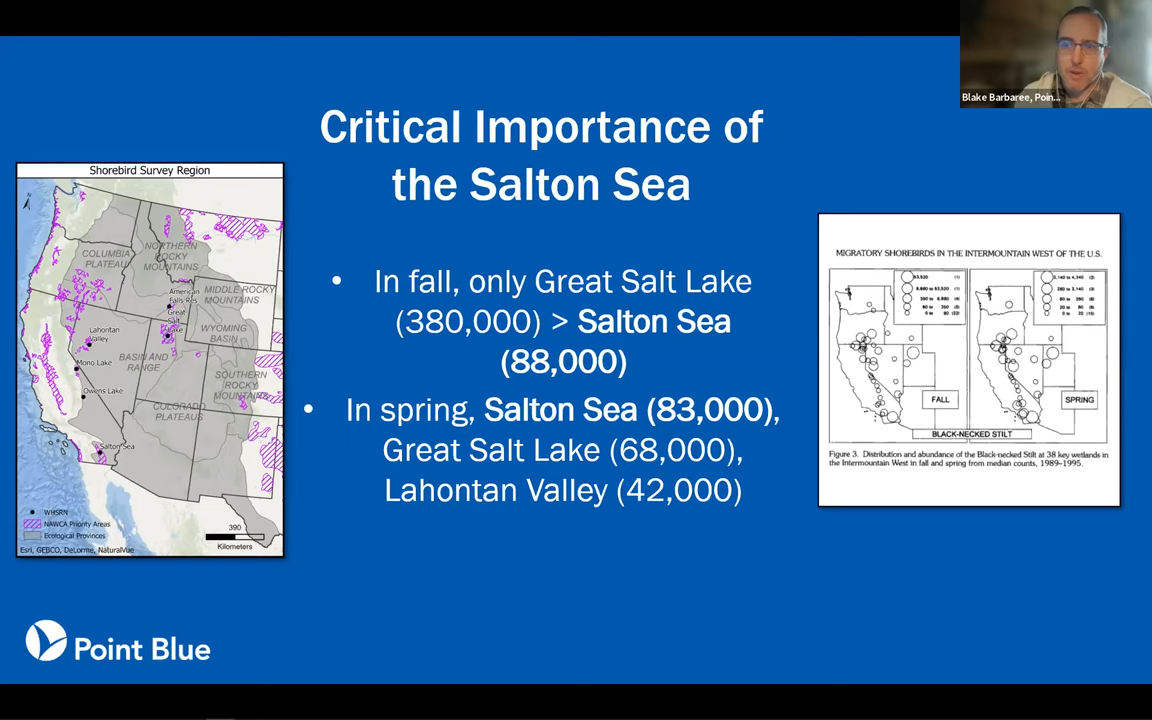 Blake Barbaree, Poin...
Critical Importance of
the Salton Sea
• In fall, only Great Salt Lake
(380,000) > Salton Sea
(88,000)
• In spring, Salton Sea (83,000),
Great Salt Lake (68,000),
Lahontan Valley (42,000)
Shorebird Survey Region
N
COLUMBIA
PLATEAU
NORTHERN
ROCKY
MOUNTAINS
MIDDLE ROCKY
MOUNTAINS
American
Falls Res
Great
Salt
Lake
WYOMING
BASIN
Lahontan
Valley
Mono Lake
BASIN AND
RANGE
SOUTHERN
ROCKY
MOUNTAINS
Owens Lake
COLORADO
PLATEAUS
Salton Sea
WHSRN
NAWCA Priority Areas
Ecological Provinces
390
Kilometers
Esri, GEBCO, DeLorme, NaturalVue
MIGRATORY SHOREBIRDS IN THE INTERMOUNTAIN WEST OF THE U.S.
FALL
SPRING
BLACK-NECKED STILT
Figure 3. Distribution and abundance of the Black-necked Stilt at 38 key wetlands in
the Intermountain West in fall and spring from median counts, 1989–1995.
Point Blue